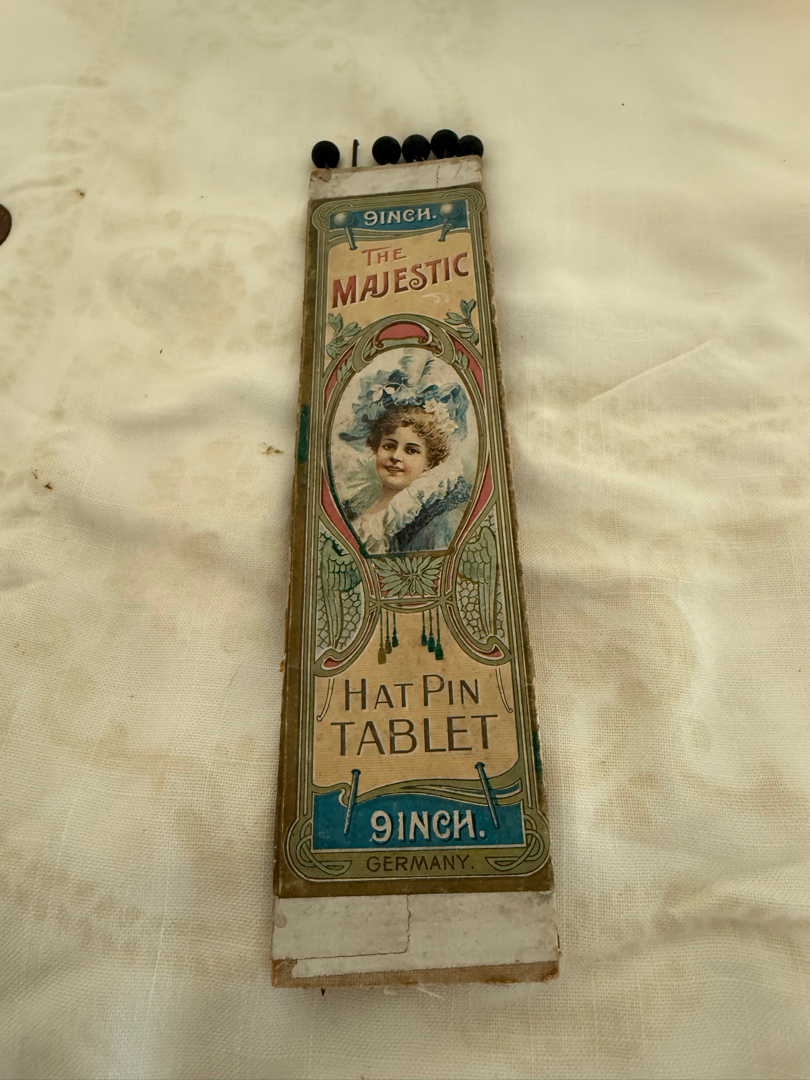 9INCH.
THE
MAJESTIC
HAT PIN
TABLET
9INCH.
GERMANY.